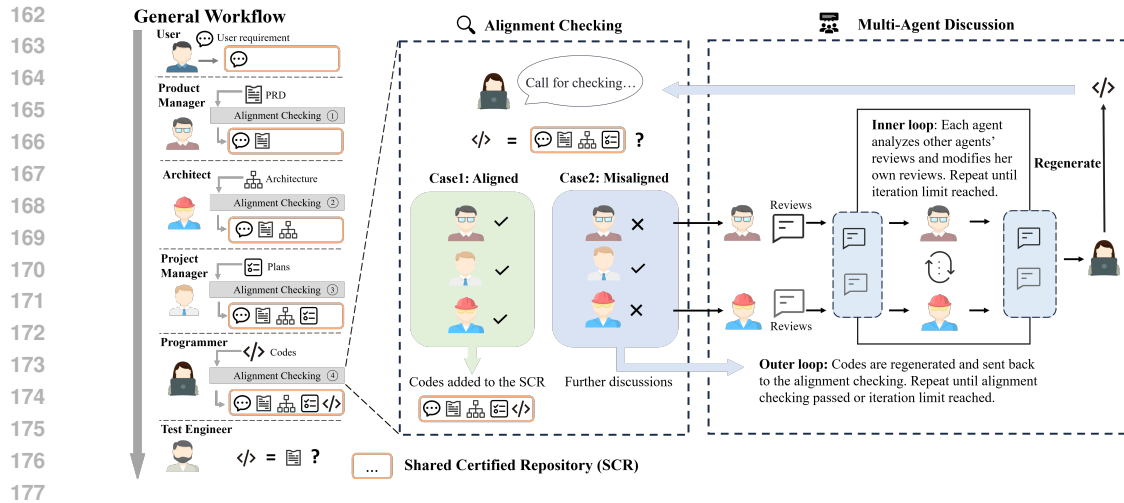 162
163
164
165
166
167
168
169
170
171
172
173
174
175
176
177
General Workflow
User
User requirement
Product
Manager
PRD
Alignment Checking ①
Architect
Architecture
Alignment Checking ②
Project
Manager
Plans
Alignment Checking ③
Programmer
</> Codes
Alignment Checking ④
</>
Test Engineer
</> = ?
...
Shared Certified Repository (SCR)
Alignment Checking
Call for checking…
</> = ?
Case1: Aligned
Case2: Misaligned
Codes added to the SCR
</>
Further discussions
Multi-Agent Discussion
</>
Inner loop: Each agent
analyzes other agents’
reviews and modifies her
own reviews. Repeat until
iteration limit reached.
Regenerate
Reviews
Reviews
Outer loop: Codes are regenerated and sent back
to the alignment checking. Repeat until alignment
checking passed or iteration limit reached.